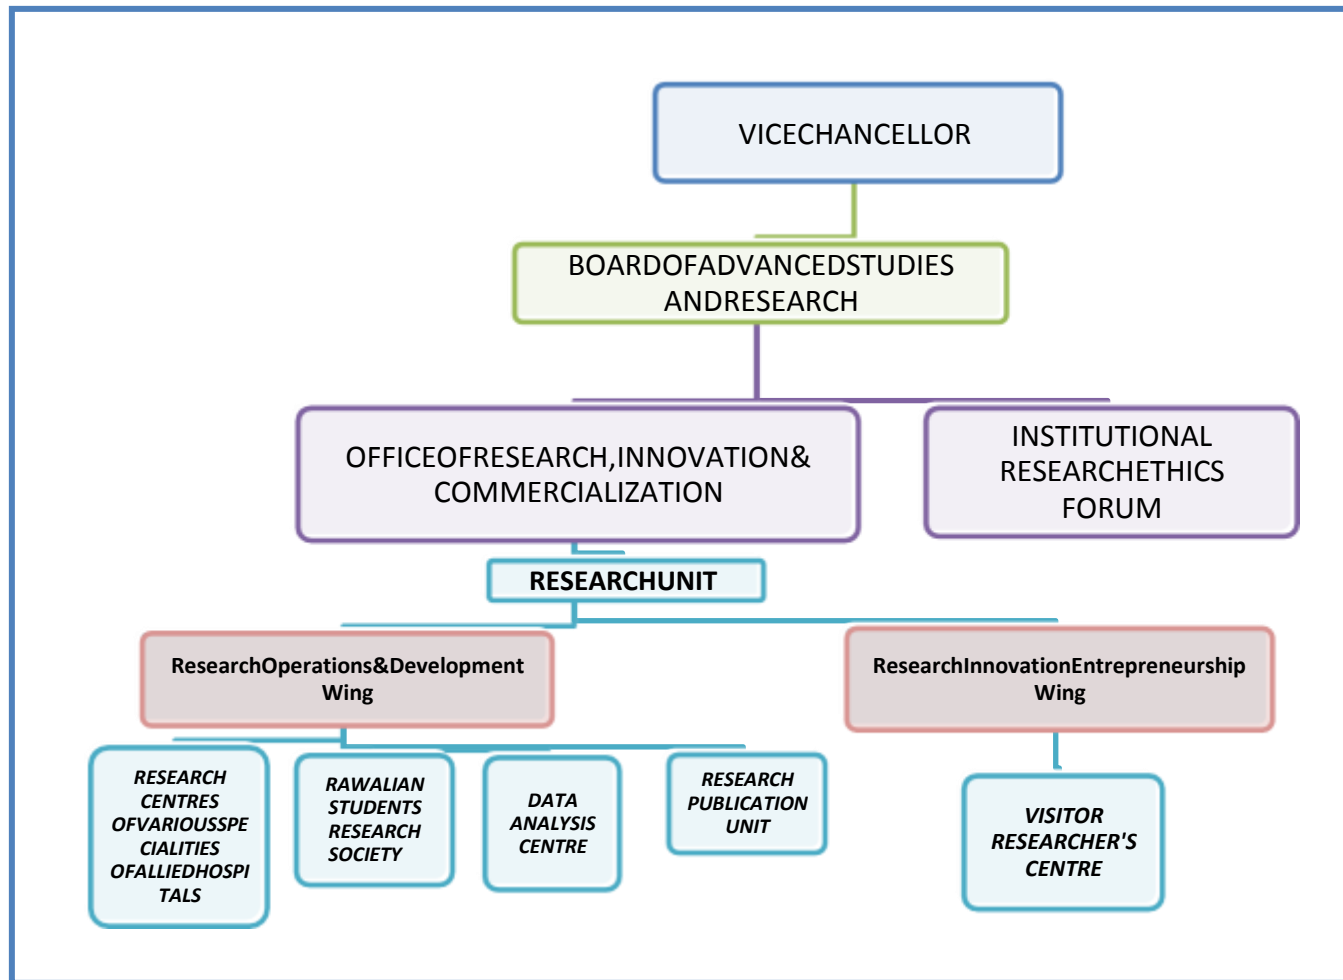 VICECHANCELLOR
BOARDOFADVANCEDSTUDIES
ANDRESEARCH
OFFICEOFRESEARCH,INNOVATION&
COMMERCIALIZATION
INSTITUTIONAL
RESEARCHETHICS
FORUM
RESEARCHUNIT
ResearchOperations&Development
Wing
ResearchInnovationEntrepreneurship
Wing
RESEARCH
CENTRES
OFVARIOUSSPE
CIALITIES
OFALLIEDHOSPI
TALS
RAWALIAN
STUDENTS
RESEARCH
SOCIETY
DATA
ANALYSIS
CENTRE
RESEARCH
PUBLICATION
UNIT
VISITOR
RESEARCHER'S
CENTRE